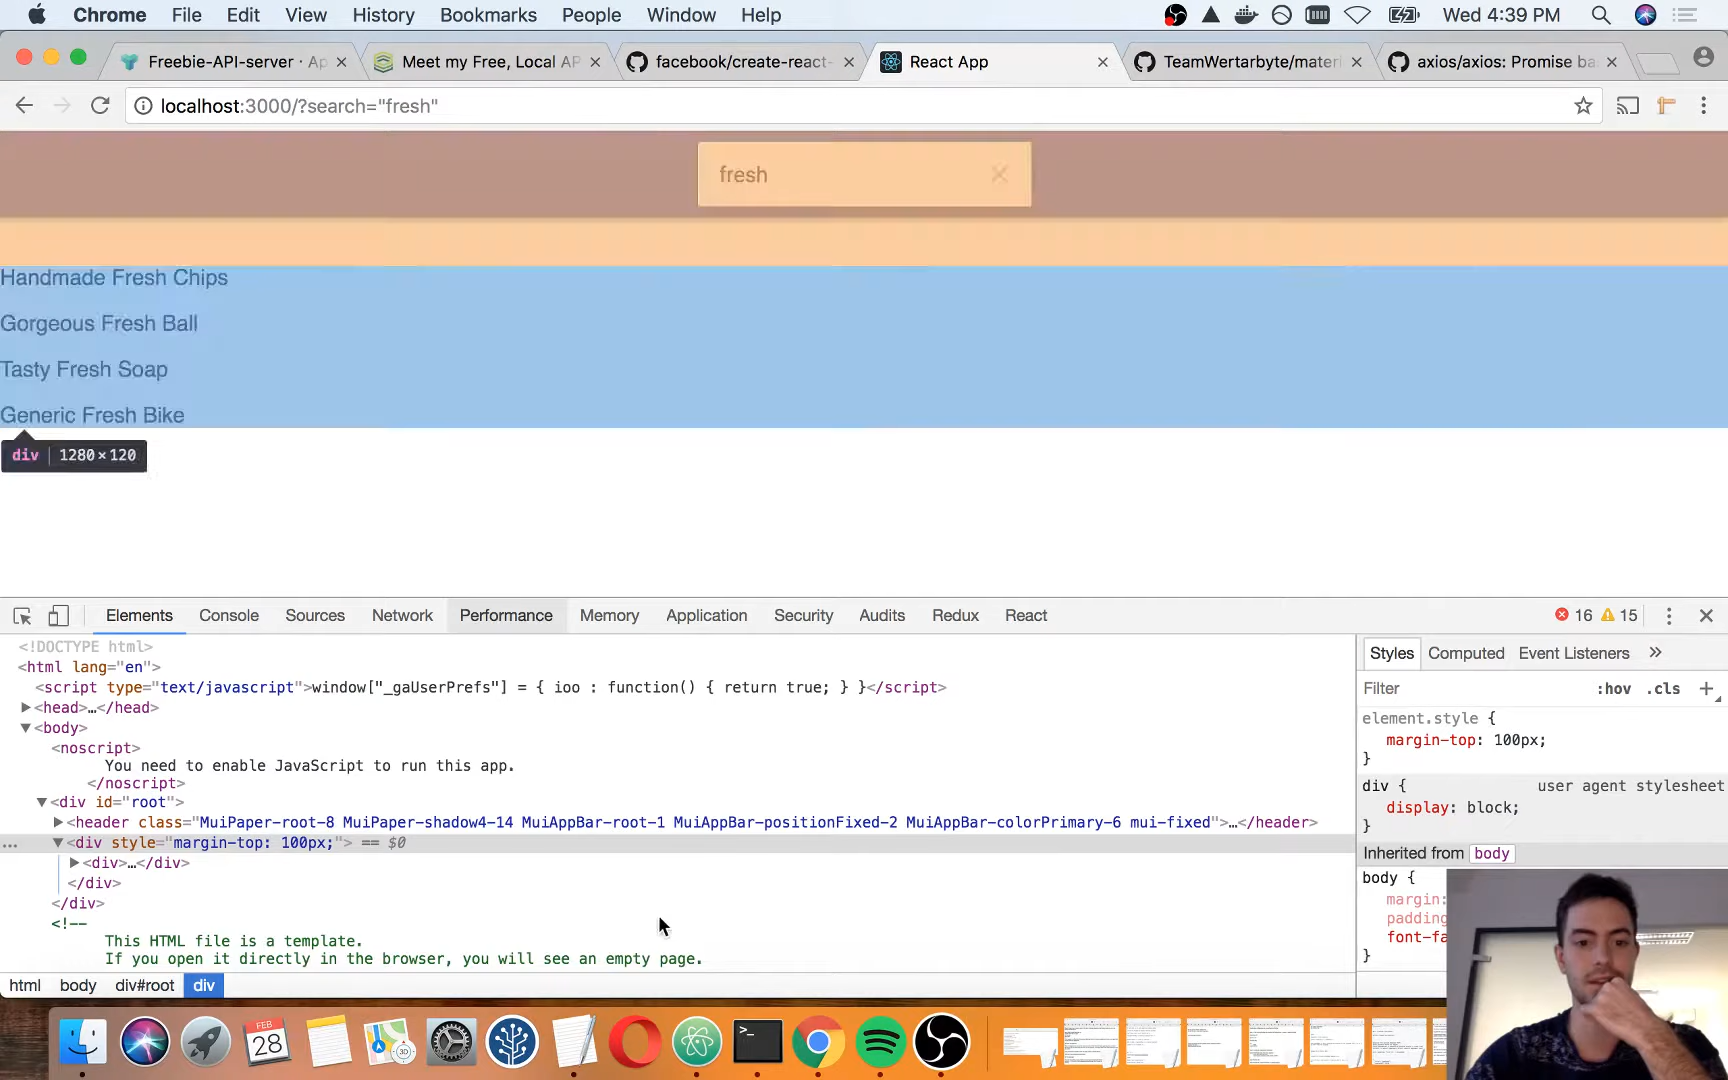 Chrome File Edit View History Bookmarks People Window Help Wed 4:39 PM
Freebie-API-server · Ap
Meet my Free, Local AP
facebook/create-react-
React App
TeamWertarbyte/materi
axios/axios: Promise ba
localhost:3000/?search="fresh"
fresh
Handmade Fresh Chips
Gorgeous Fresh Ball
Tasty Fresh Soap
Generic Fresh Bike
div 1280×120
Elements Console Sources Network Performance Memory Application Security Audits Redux React 16 15
<!DOCTYPE html>
<html lang="en">
<script type="text/javascript">window["_gaUserPrefs"] = { ioo : function() { return true; } }</script>
<head>…</head>
<body>
<noscript>
You need to enable JavaScript to run this app.
</noscript>
<div id="root">
<header class="MuiPaper-root-8 MuiPaper-shadow4-14 MuiAppBar-root-1 MuiAppBar-positionFixed-2 MuiAppBar-colorPrimary-6 mui-fixed">…</header>
… <div style="margin-top: 100px;"> == $0
<div>…</div>
</div>
</div>
<!--
This HTML file is a template.
If you open it directly in the browser, you will see an empty page.
html body div#root div
Styles Computed Event Listeners »
Filter :hov .cls +
element.style {
margin-top: 100px;
}
div { user agent stylesheet
display: block;
}
Inherited from body
body {
margin:
padding
font-fa
}
FEB
28
3D
>_